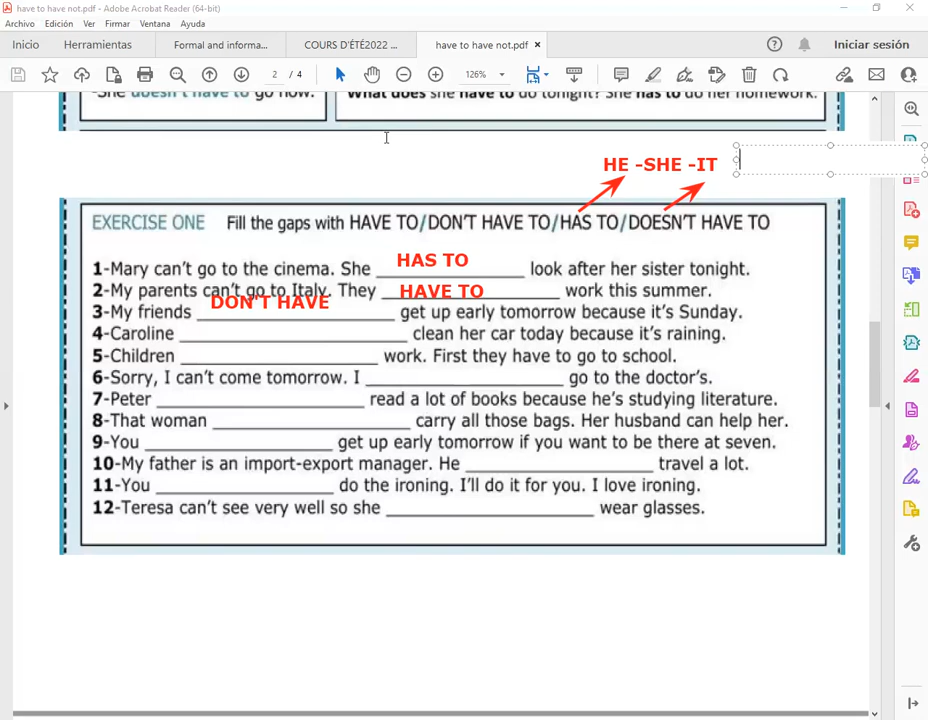 have to have not.pdf - Adobe Acrobat Reader (64-bit)
Archivo Edición Ver Firmar Ventana Ayuda
Inicio Herramientas Formal and informa... COURS D'ÉTÉ2022 ... have to have not.pdf × Iniciar sesión
2 / 4 126%
-She doesn't have to go now. What does she have to do tonight? She has to do her homework.
HE -SHE -IT
EXERCISE ONE Fill the gaps with HAVE TO/DON'T HAVE TO/HAS TO/DOESN'T HAVE TO
1-Mary can't go to the cinema. She HAS TO look after her sister tonight.
2-My parents can't go to Italy. They HAVE TO work this summer.
3-My friends DON'T HAVE get up early tomorrow because it's Sunday.
4-Caroline ____________________ clean her car today because it's raining.
5-Children ____________________ work. First they have to go to school.
6-Sorry, I can't come tomorrow. I ____________________ go to the doctor's.
7-Peter ____________________ read a lot of books because he's studying literature.
8-That woman ____________________ carry all those bags. Her husband can help her.
9-You ____________________ get up early tomorrow if you want to be there at seven.
10-My father is an import-export manager. He ____________________ travel a lot.
11-You ____________________ do the ironing. I'll do it for you. I love ironing.
12-Teresa can't see very well so she ____________________ wear glasses.